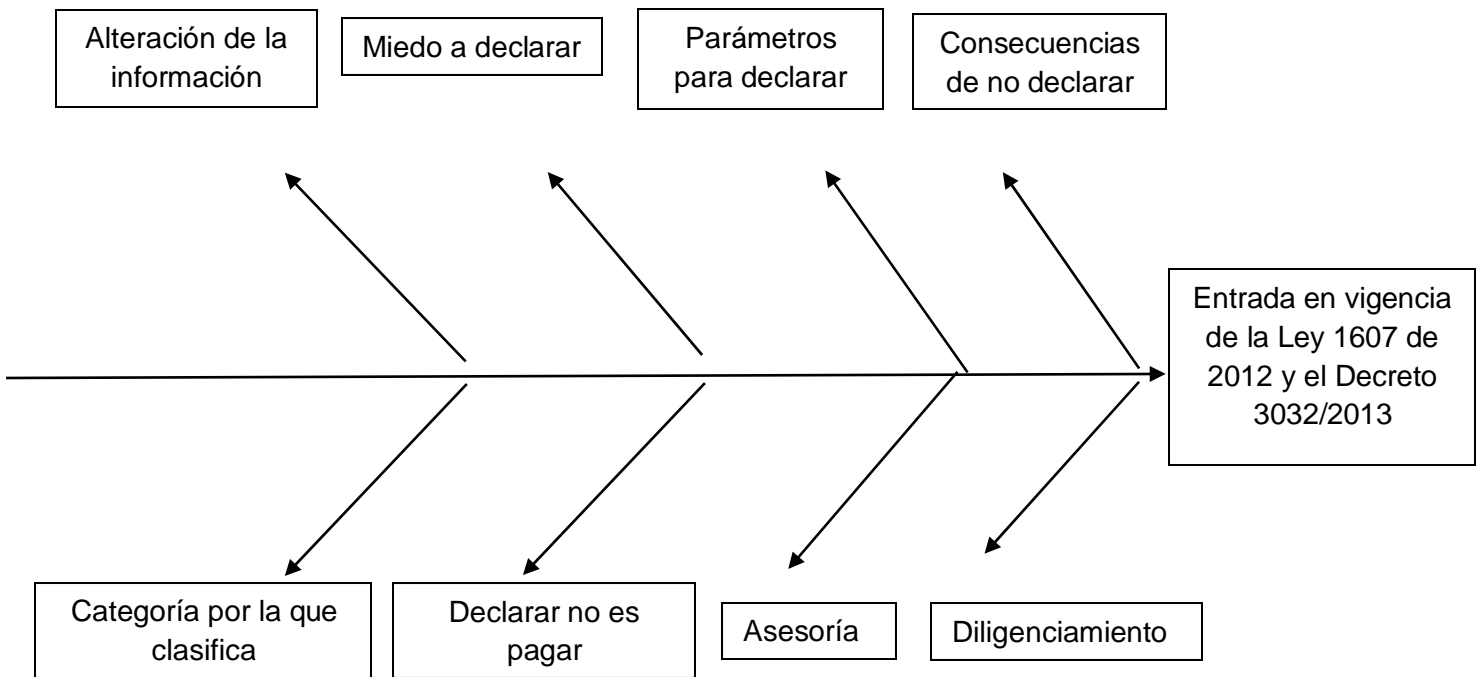 Alteración de la
información
Miedo a declarar
Parámetros
para declarar
Consecuencias
de no declarar
Entrada en vigencia
de la Ley 1607 de
2012 y el Decreto
3032/2013
Categoría por la que
clasifica
Declarar no es
pagar
Asesoría
Diligenciamiento